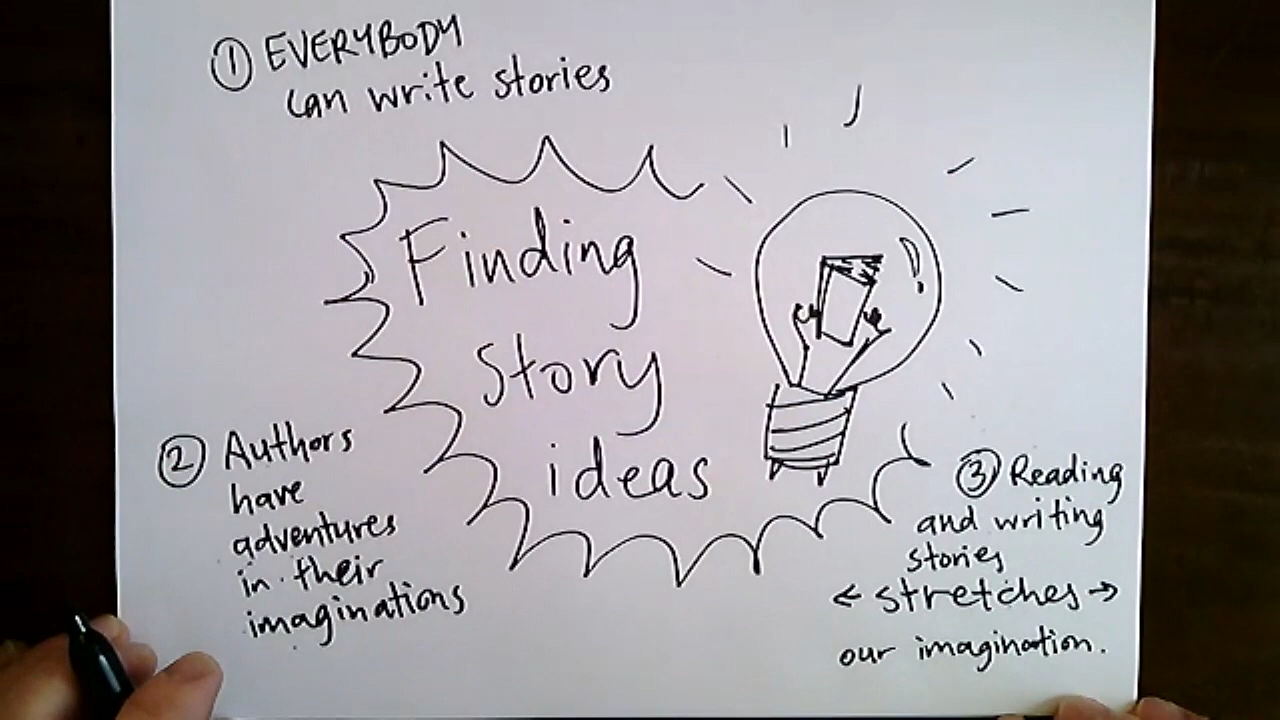 ① EVERYBODY
can write stories
Finding
Story
ideas
② Authors
have
adventures
in their
imaginations
③ Reading
and writing
stories
← stretches →
our imagination.